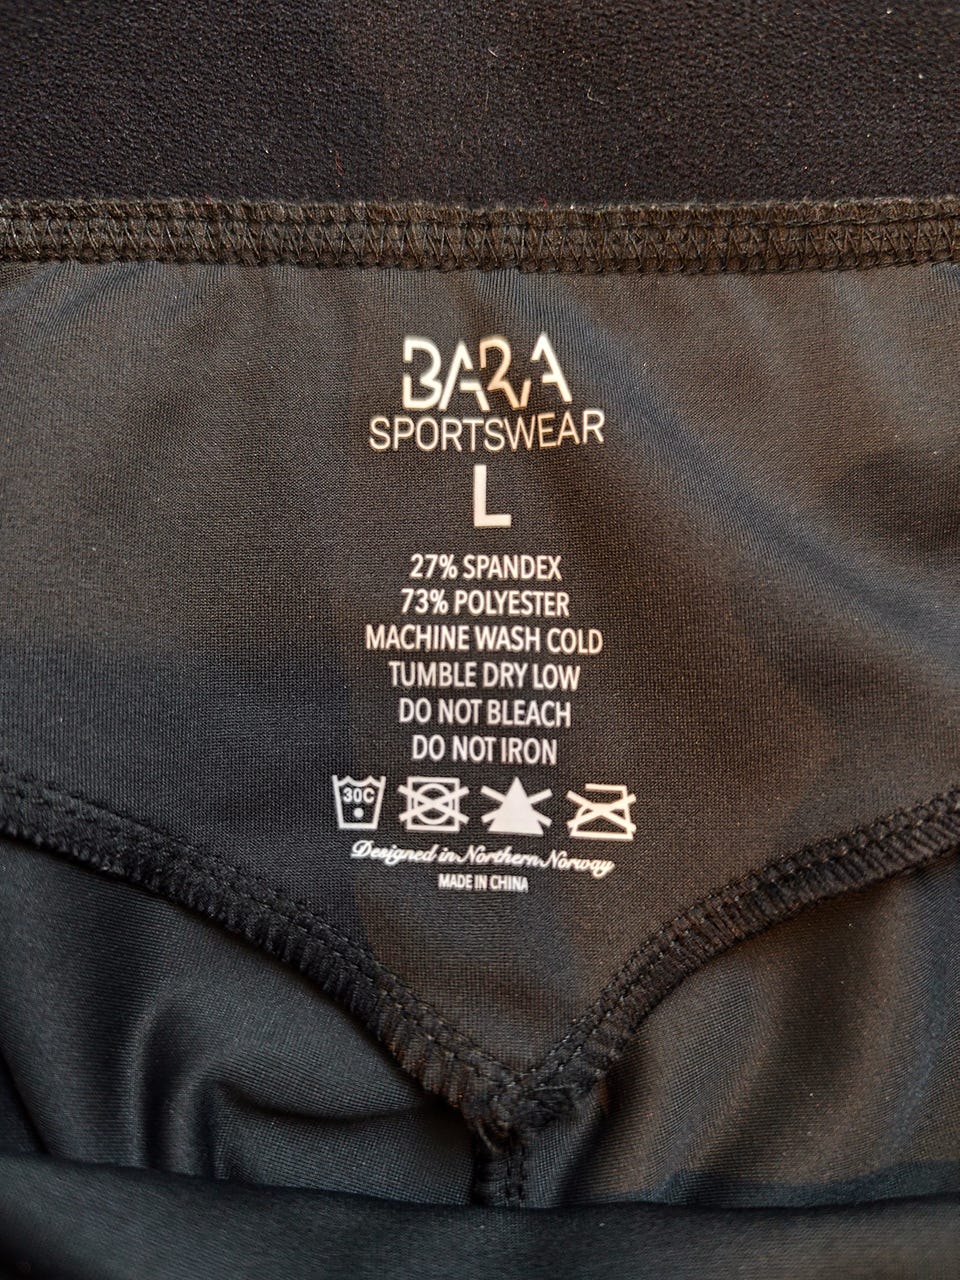 BARA
SPORTSWEAR
L
27% SPANDEX
73% POLYESTER
MACHINE WASH COLD
TUMBLE DRY LOW
DO NOT BLEACH
DO NOT IRON
30C
Designed in Northern Norway
MADE IN CHINA